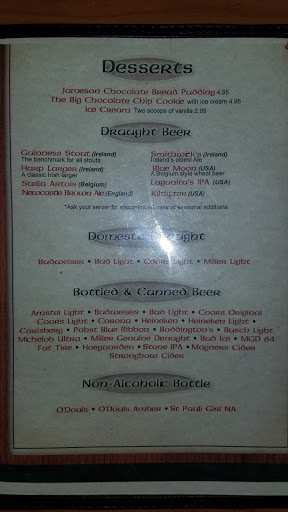 Desserts
Jameson Chocolate Bread Pudding 4.95
The Big Chocolate Chip Cookie with ice cream 4.95
Ice Cream Two scoops of vanilla 2.99
Draught Beer
Guinness Stout (Ireland)
The benchmark for all stouts
Harp Larger (Ireland)
A classic Irish larger
Stella Artois (Belgium)
Newcastle Brown Ale (England)
Smithwick's (Ireland)
Ireland's oldest Ale
Blue Moon (USA)
A Belgium style wheat beer
Lagunita's IPA (USA)
Kiltlifter (USA)
*Ask your server for discontinued, new or seasonal additions.
Domestic Draught
Budweiser • Bud Light • Coors Light • Miller Light
Bottled & Canned Beer
Amstel Light • Budweiser • Bud Light • Coors Original
Coors Light • Corona • Heineken • Heineken Light •
Carlsberg • Pabst Blue Ribbon • Boddington's • Busch Light
Michelob Ultra • Miller Genuine Draught • Bud Ice • MGD 64
Fat Tire • Hoegaarden • Stone IPA • Magners Cider
Strongbow Cider
Non-Alcoholic Bottle
O'Douls • O'Douls Amber • St Pauli Girl NA